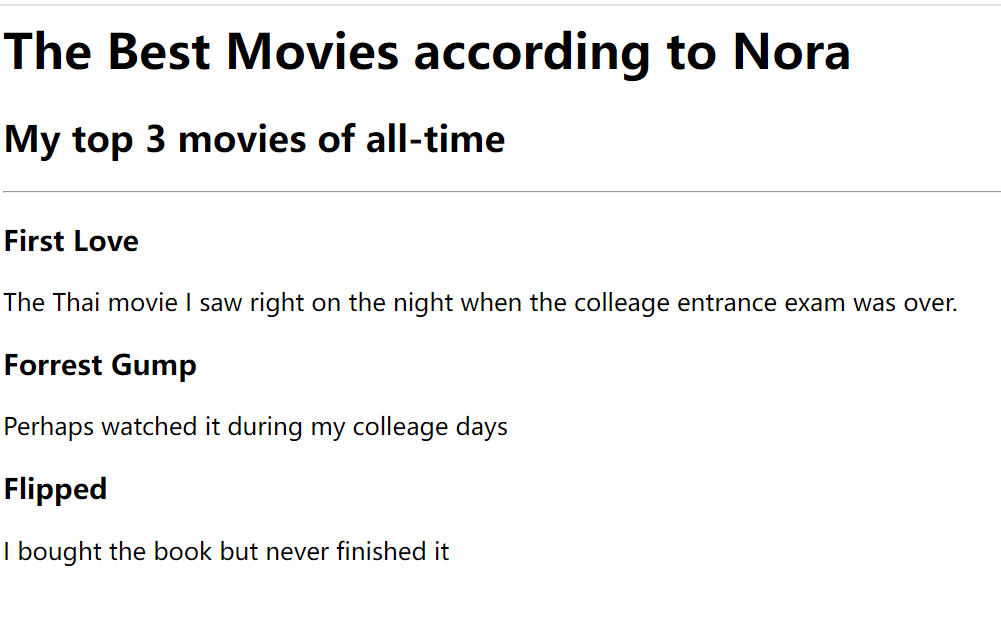 The Best Movies according to Nora
My top 3 movies of all-time
First Love
The Thai movie I saw right on the night when the colleage entrance exam was over.
Forrest Gump
Perhaps watched it during my colleage days
Flipped
I bought the book but never finished it